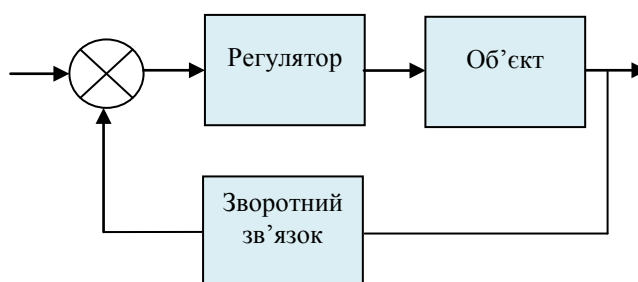 Регулятор
Об’єкт
Зворотний
зв’язок